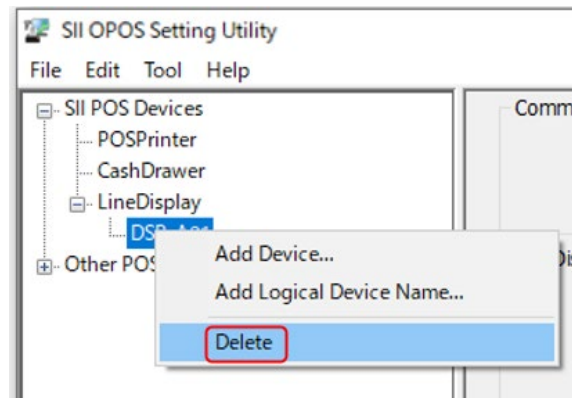 SII OPOS Setting Utility
File Edit Tool Help
SII POS Devices
POSPrinter
CashDrawer
LineDisplay
Other
Add Device...
Add Logical Device Name...
Delete